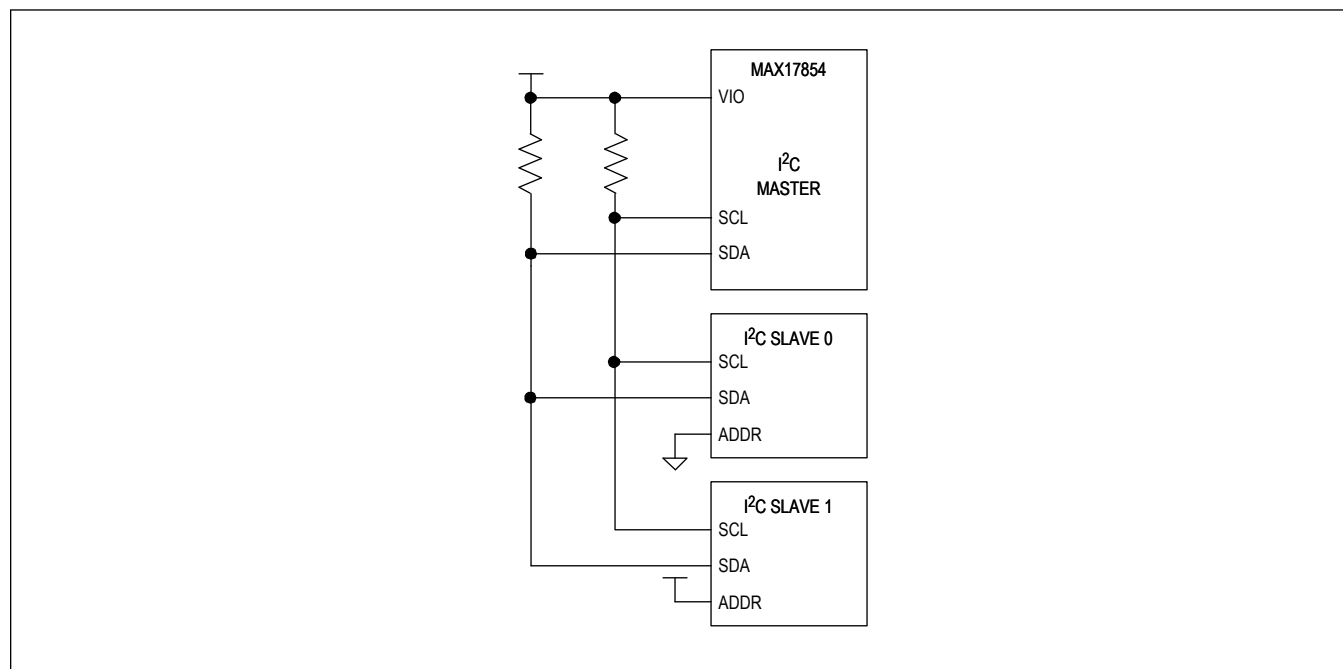 MAX17854
VIO
I²C
MASTER
SCL
SDA
I²C SLAVE 0
SCL
SDA
ADDR
I²C SLAVE 1
SCL
SDA
ADDR